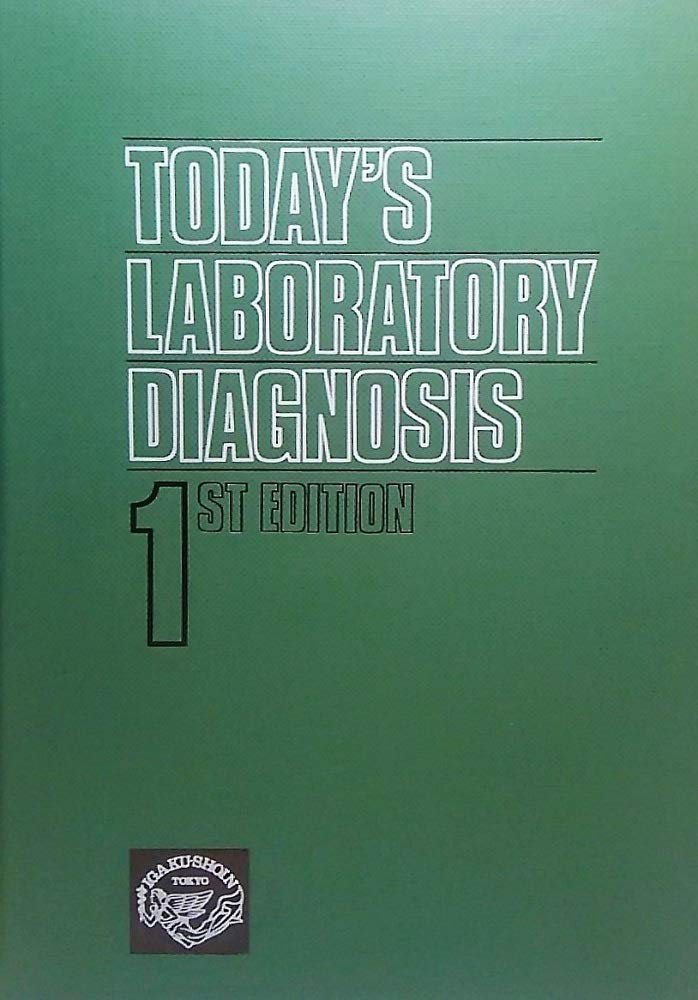 TODAY'S
LABORATORY
DIAGNOSIS
1ST EDITION
IGAKU-SHOIN
TOKYO